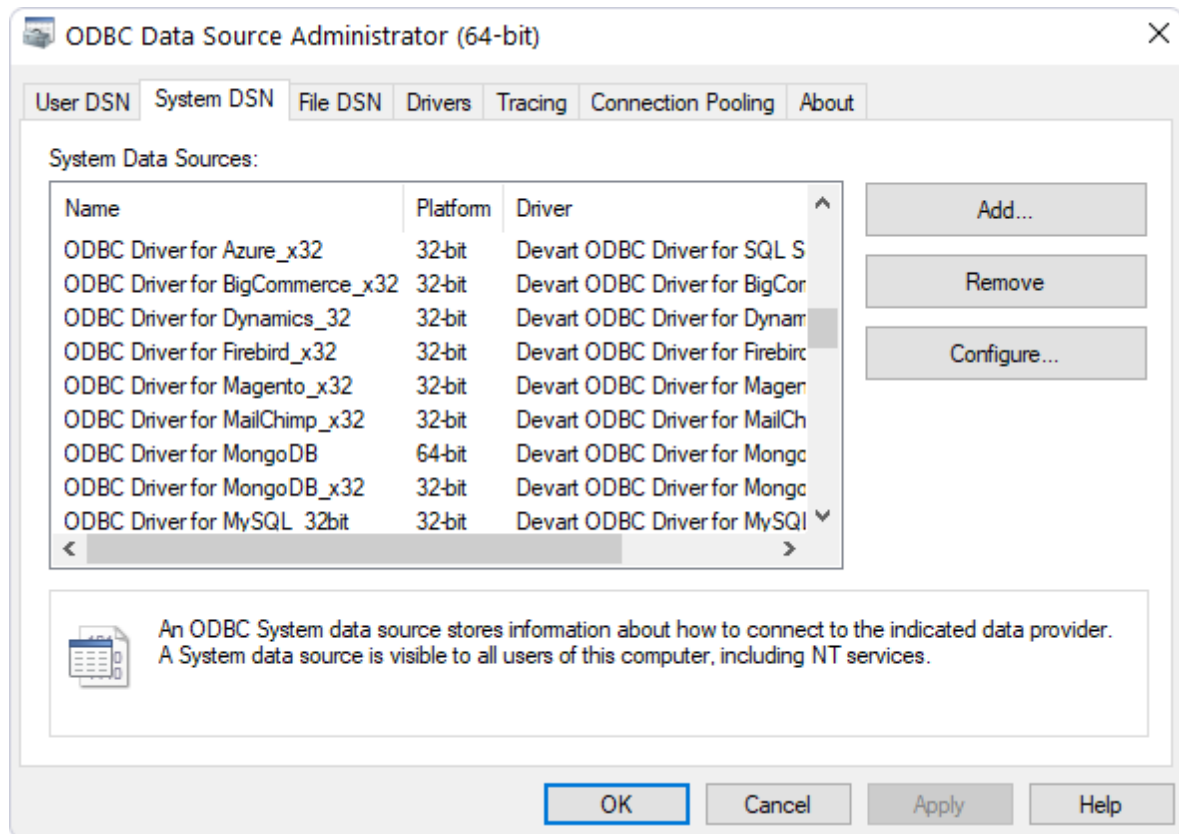 ODBC Data Source Administrator (64-bit)
User DSN System DSN File DSN Drivers Tracing Connection Pooling About
System Data Sources:
Name Platform Driver
ODBC Driver for Azure_x32 32-bit Devart ODBC Driver for SQL S
ODBC Driver for BigCommerce_x32 32-bit Devart ODBC Driver for BigCor
ODBC Driver for Dynamics_32 32-bit Devart ODBC Driver for Dynam
ODBC Driver for Firebird_x32 32-bit Devart ODBC Driver for Firebirc
ODBC Driver for Magento_x32 32-bit Devart ODBC Driver for Magen
ODBC Driver for MailChimp_x32 32-bit Devart ODBC Driver for MailCh
ODBC Driver for MongoDB 64-bit Devart ODBC Driver for Mongo
ODBC Driver for MongoDB_x32 32-bit Devart ODBC Driver for Mongo
ODBC Driver for MySQL_32bit 32-bit Devart ODBC Driver for MySQl
Add...
Remove
Configure...
An ODBC System data source stores information about how to connect to the indicated data provider.
A System data source is visible to all users of this computer, including NT services.
OK Cancel Apply Help